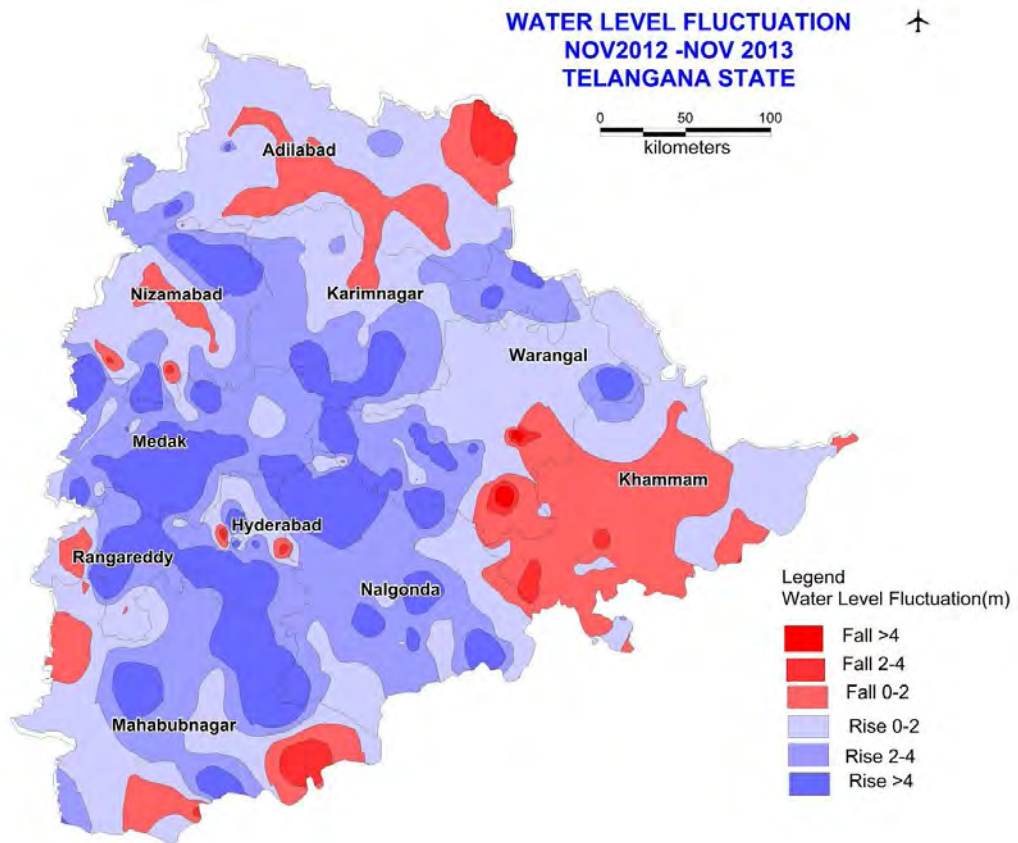 WATER LEVEL FLUCTUATION
NOV2012 -NOV 2013
TELANGANA STATE
0 50 100
kilometers
Adilabad
Nizamabad
Karimnagar
Warangal
Medak
Khammam
Hyderabad
Rangareddy
Nalgonda
Mahabubnagar
Legend
Water Level Fluctuation(m)
Fall >4
Fall 2-4
Fall 0-2
Rise 0-2
Rise 2-4
Rise >4